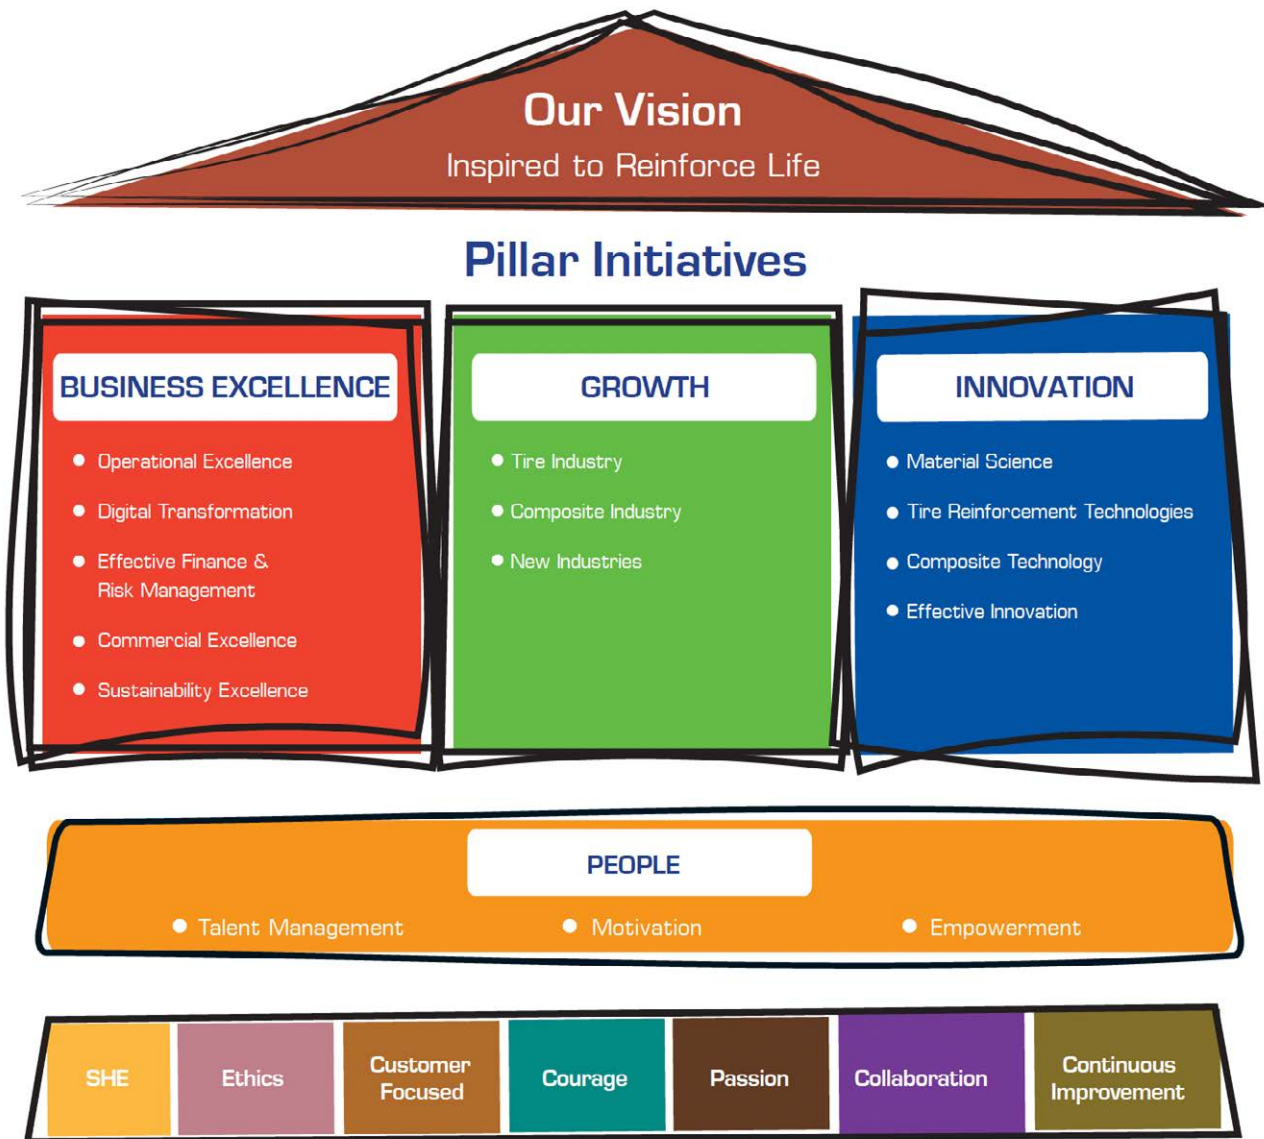 Our Vision
Inspired to Reinforce Life
Pillar Initiatives
BUSINESS EXCELLENCE
Operational Excellence
Digital Transformation
Effective Finance &
Risk Management
Commercial Excellence
Sustainability Excellence
GROWTH
Tire Industry
Composite Industry
New Industries
INNOVATION
Material Science
Tire Reinforcement Technologies
Composite Technology
Effective Innovation
PEOPLE
Talent Management
Motivation
Empowerment
SHE
Ethics
Customer
Focused
Courage
Passion
Collaboration
Continuous
Improvement